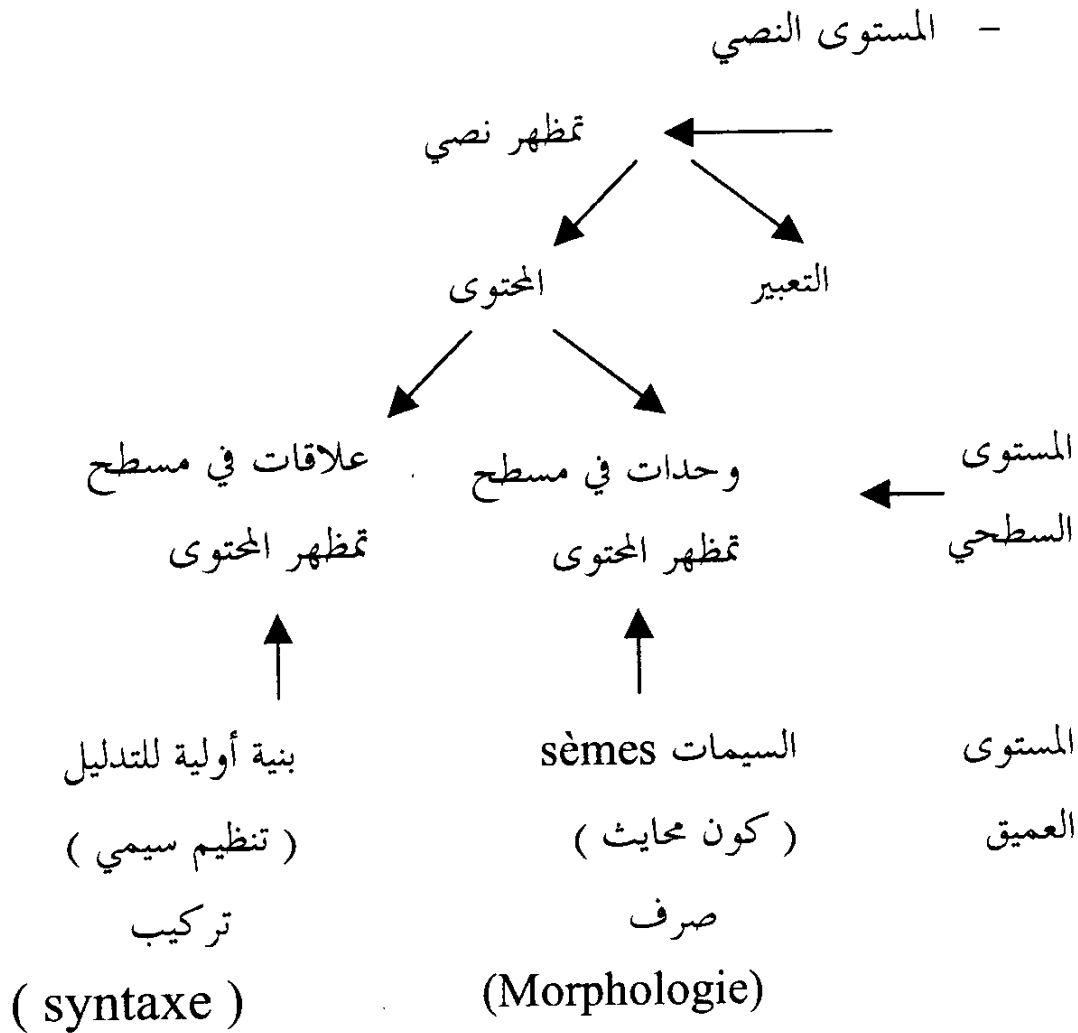 - المستوى النصي
تمظهر نصي
التعبير المحتوى
المستوى وحدات في مسطح علاقات في مسطح
السطحي تمظهر المحتوى تمظهر المحتوى
المستوى السيمات sèmes بنية أولية للتدليل
العميق ( كون محايث ) ( تنظيم سيمي )
صرف تركيب
(Morphologie) ( syntaxe )